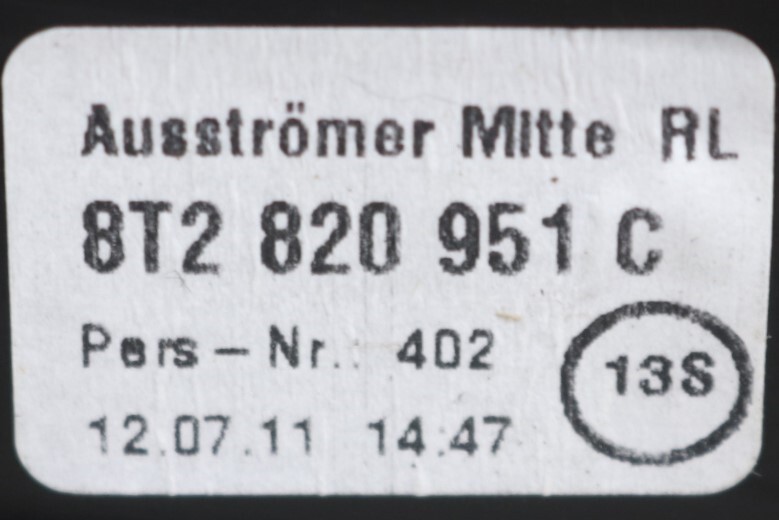 Ausströmer Mitte RL
8T2 820 951 C
Pers-Nr.: 402
13S
12.07.11 14:47